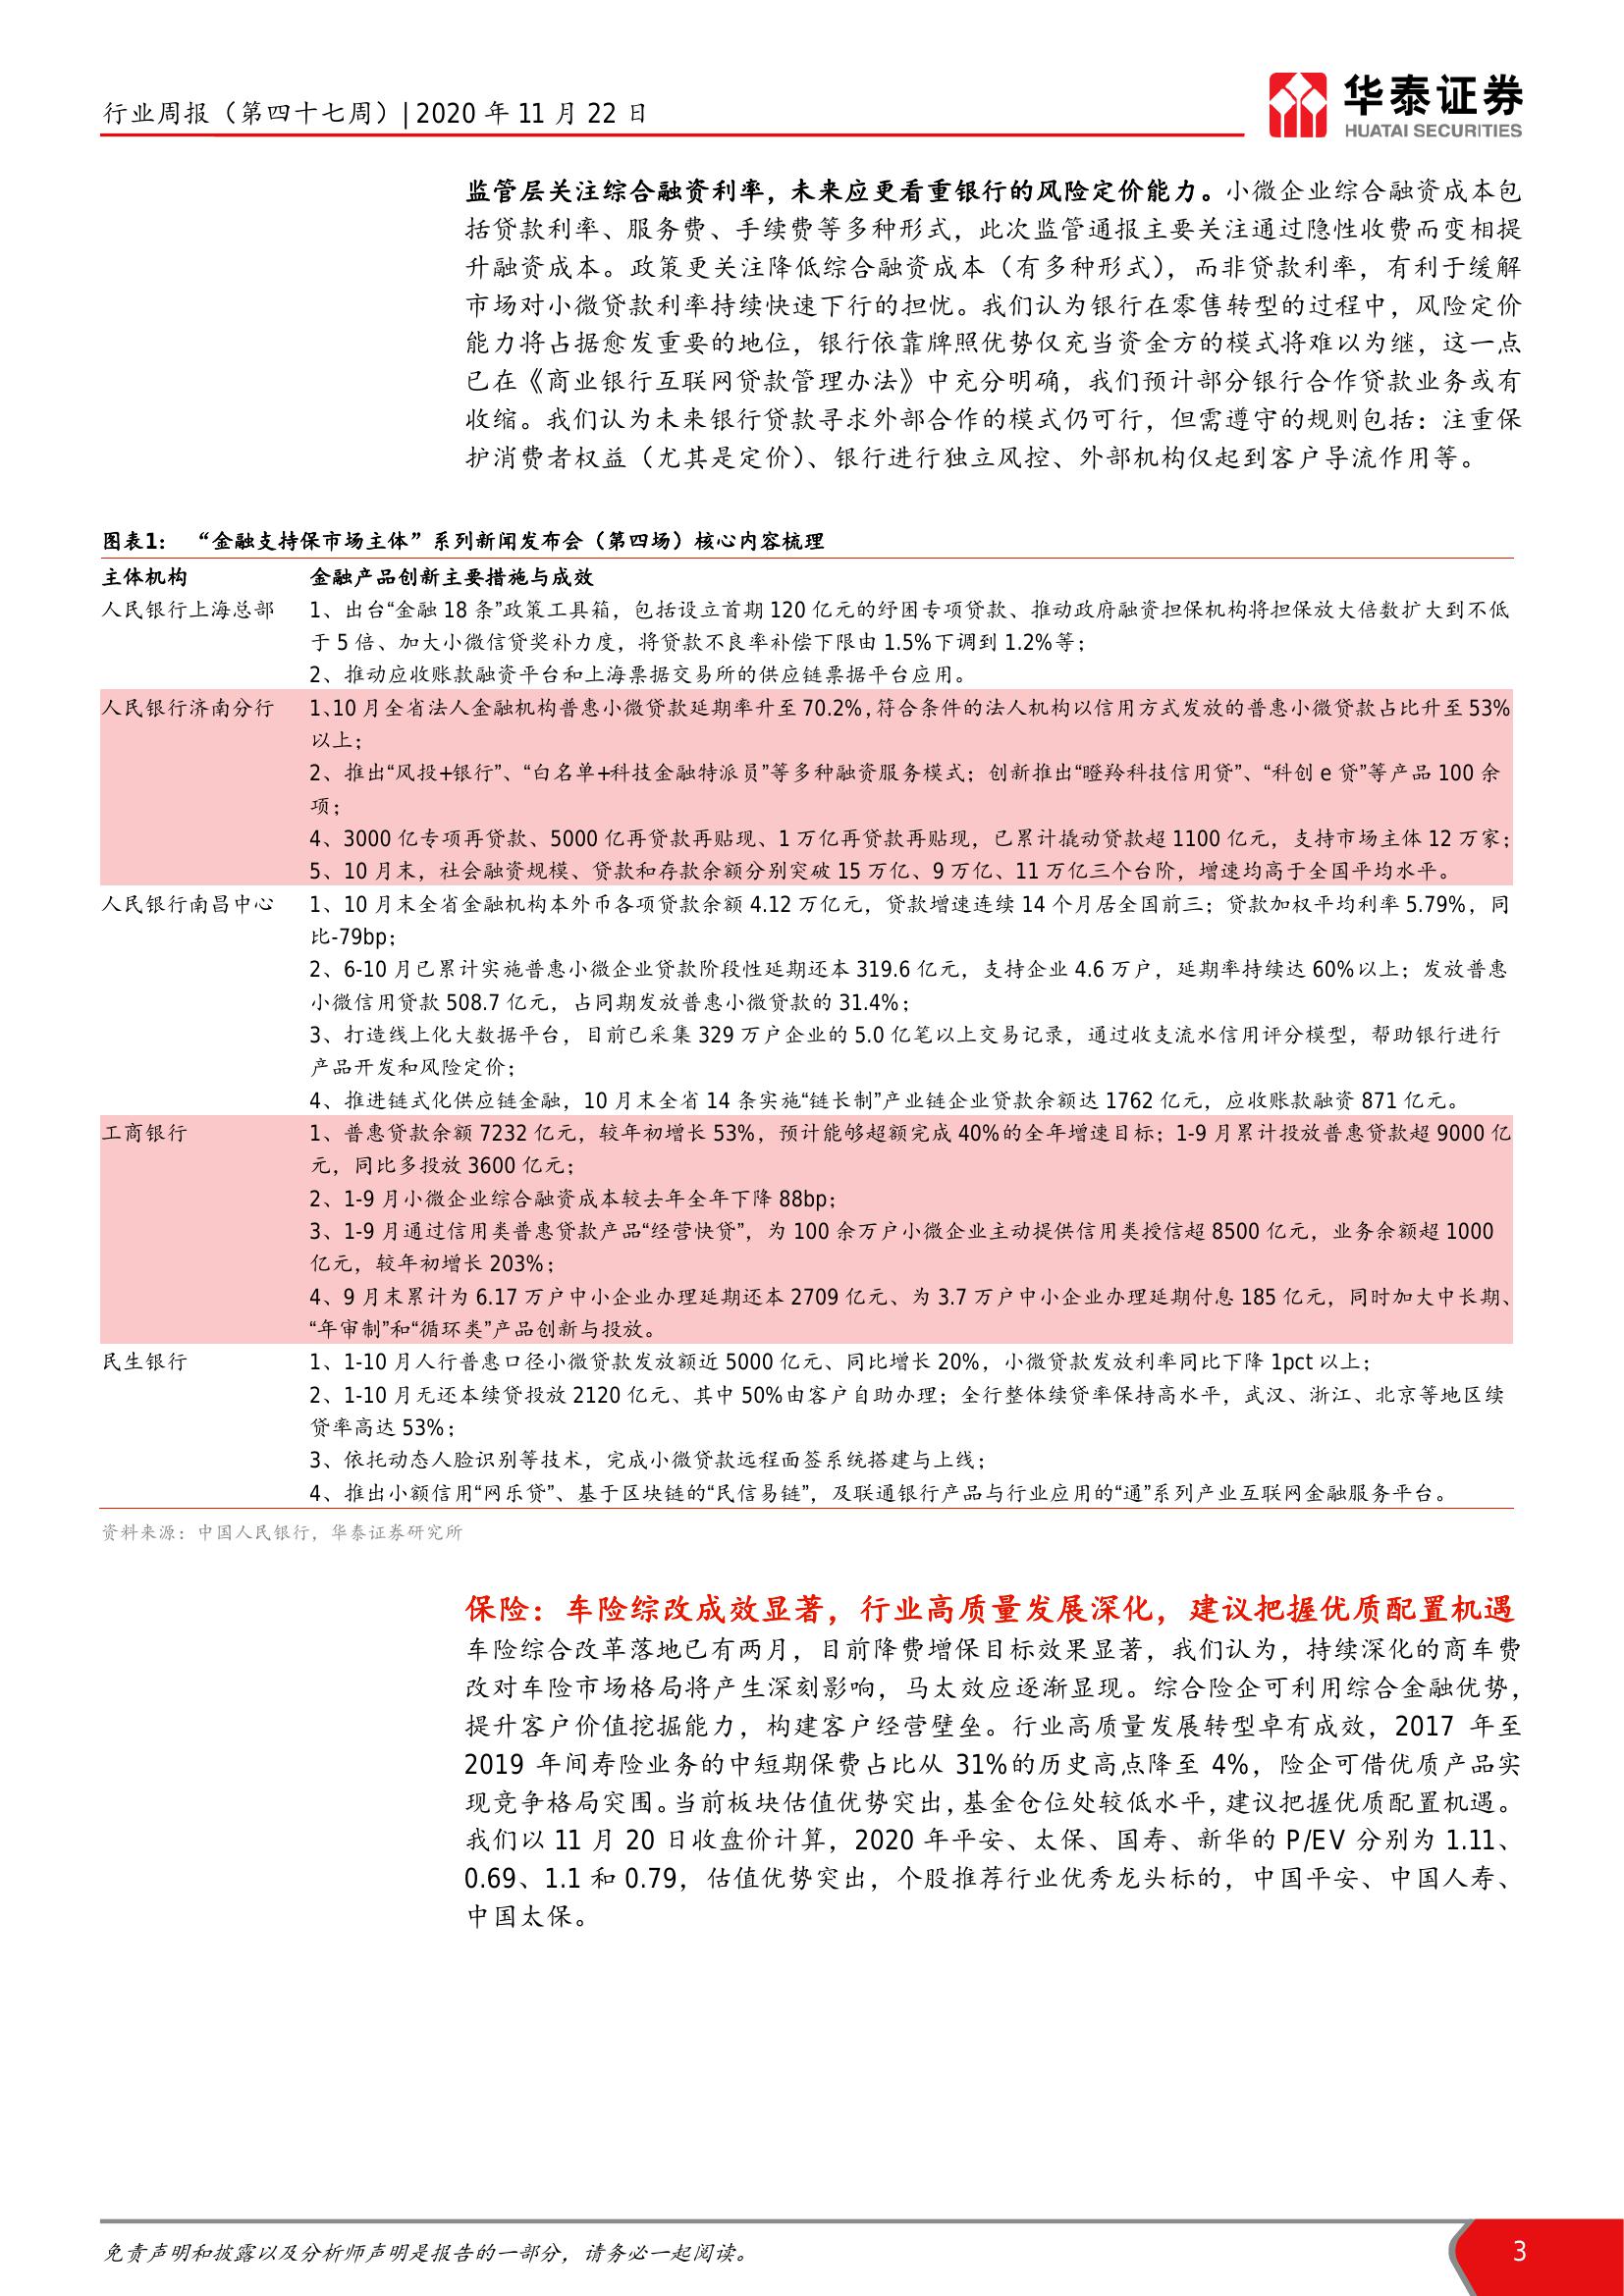 行业周报（第四十七周）| 2020 年 11 月 22 日
华泰证券
HUATAI SECURITIES
监管层关注综合融资利率，未来应更看重银行的风险定价能力。小微企业综合融资成本包
括贷款利率、服务费、手续费等多种形式，此次监管通报主要关注通过隐性收费而变相提
升融资成本。政策更关注降低综合融资成本（有多种形式），而非贷款利率，有利于缓解
市场对小微贷款利率持续快速下行的担忧。我们认为银行在零售转型的过程中，风险定价
能力将占据愈发重要的地位，银行依靠牌照优势仅充当资金方的模式将难以为继，这一点
已在《商业银行互联网贷款管理办法》中充分明确，我们预计部分银行合作贷款业务或有
收缩。我们认为未来银行贷款寻求外部合作的模式仍可行，但需遵守的规则包括：注重保
护消费者权益（尤其是定价）、银行进行独立风控、外部机构仅起到客户导流作用等。
图表1： “金融支持保市场主体”系列新闻发布会（第四场）核心内容梳理
主体机构 金融产品创新主要措施与成效
人民银行上海总部 1、出台“金融 18 条”政策工具箱，包括设立首期 120 亿元的纾困专项贷款、推动政府融资担保机构将担保放大倍数扩大到不低
于 5 倍、加大小微信贷奖补力度，将贷款不良率补偿下限由 1.5%下调到 1.2%等；
2、推动应收账款融资平台和上海票据交易所的供应链票据平台应用。
人民银行济南分行 1、10 月全省法人金融机构普惠小微贷款延期率升至 70.2%，符合条件的法人机构以信用方式发放的普惠小微贷款占比升至 53%
以上；
2、推出“风投+银行”、“白名单+科技金融特派员”等多种融资服务模式；创新推出“瞪羚科技信用贷”、“科创 e 贷”等产品 100 余
项；
4、3000 亿专项再贷款、5000 亿再贷款再贴现、1 万亿再贷款再贴现，已累计撬动贷款超 1100 亿元，支持市场主体 12 万家；
5、10 月末，社会融资规模、贷款和存款余额分别突破 15 万亿、9 万亿、11 万亿三个台阶，增速均高于全国平均水平。
人民银行南昌中心 1、10 月末全省金融机构本外币各项贷款余额 4.12 万亿元，贷款增速连续 14 个月居全国前三；贷款加权平均利率 5.79%，同
比-79bp；
2、6-10 月已累计实施普惠小微企业贷款阶段性延期还本 319.6 亿元，支持企业 4.6 万户，延期率持续达 60%以上；发放普惠
小微信用贷款 508.7 亿元，占同期发放普惠小微贷款的 31.4%；
3、打造线上化大数据平台，目前已采集 329 万户企业的 5.0 亿笔以上交易记录，通过收支流水信用评分模型，帮助银行进行
产品开发和风险定价；
4、推进链式化供应链金融，10 月末全省 14 条实施“链长制”产业链企业贷款余额达 1762 亿元，应收账款融资 871 亿元。
工商银行 1、普惠贷款余额 7232 亿元，较年初增长 53%，预计能够超额完成 40%的全年增速目标；1-9 月累计投放普惠贷款超 9000 亿
元，同比多投放 3600 亿元；
2、1-9 月小微企业综合融资成本较去年全年下降 88bp；
3、1-9 月通过信用类普惠贷款产品“经营快贷”，为 100 余万户小微企业主动提供信用类授信超 8500 亿元，业务余额超 1000
亿元，较年初增长 203%；
4、9 月末累计为 6.17 万户中小企业办理延期还本 2709 亿元、为 3.7 万户中小企业办理延期付息 185 亿元，同时加大中长期、
“年审制”和“循环类”产品创新与投放。
民生银行 1、1-10 月人行普惠口径小微贷款发放额近 5000 亿元、同比增长 20%，小微贷款发放利率同比下降 1pct 以上；
2、1-10 月无还本续贷投放 2120 亿元、其中 50%由客户自助办理；全行整体续贷率保持高水平，武汉、浙江、北京等地区续
贷率高达 53%；
3、依托动态人脸识别等技术，完成小微贷款远程面签系统搭建与上线；
4、推出小额信用“网乐贷”、基于区块链的“民信易链”，及联通银行产品与行业应用的“通”系列产业互联网金融服务平台。
资料来源：中国人民银行，华泰证券研究所
保险：车险综改成效显著，行业高质量发展深化，建议把握优质配置机遇
车险综合改革落地已有两月，目前降费增保目标效果显著，我们认为，持续深化的商车费
改对车险市场格局将产生深刻影响，马太效应逐渐显现。综合险企可利用综合金融优势，
提升客户价值挖掘能力，构建客户经营壁垒。行业高质量发展转型卓有成效，2017 年至
2019 年间寿险业务的中短期保费占比从 31%的历史高点降至 4%，险企可借优质产品实
现竞争格局突围。当前板块估值优势突出，基金仓位处较低水平，建议把握优质配置机遇。
我们以 11 月 20 日收盘价计算，2020 年平安、太保、国寿、新华的 P/EV 分别为 1.11、
0.69、1.1 和 0.79，估值优势突出，个股推荐行业优秀龙头标的，中国平安、中国人寿、
中国太保。
免责声明和披露以及分析师声明是报告的一部分，请务必一起阅读。
3